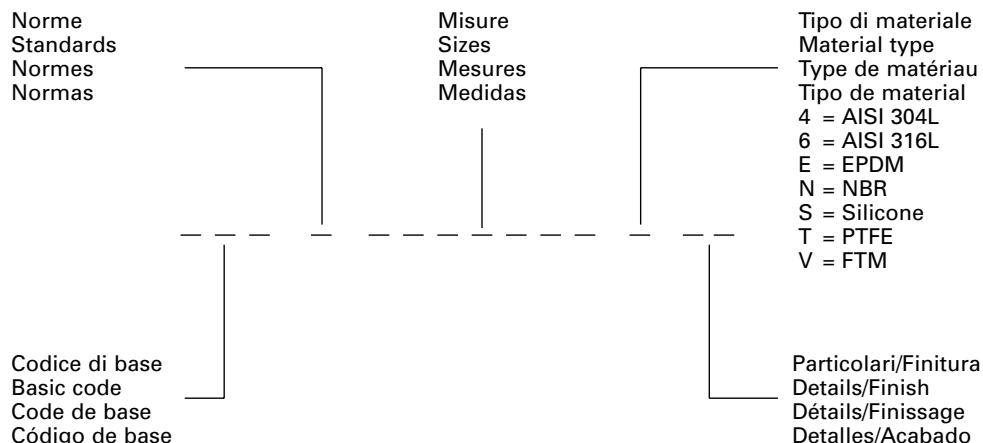 Norme
Standards
Normes
Normas
Misure
Sizes
Mesures
Medidas
Tipo di materiale
Material type
Type de matériau
Tipo de material
4 = AISI 304L
6 = AISI 316L
E = EPDM
N = NBR
S = Silicone
T = PTFE
V = FTM
Codice di base
Basic code
Code de base
Código de base
Particolari/Finitura
Details/Finish
Détails/Finissage
Detalles/Acabado